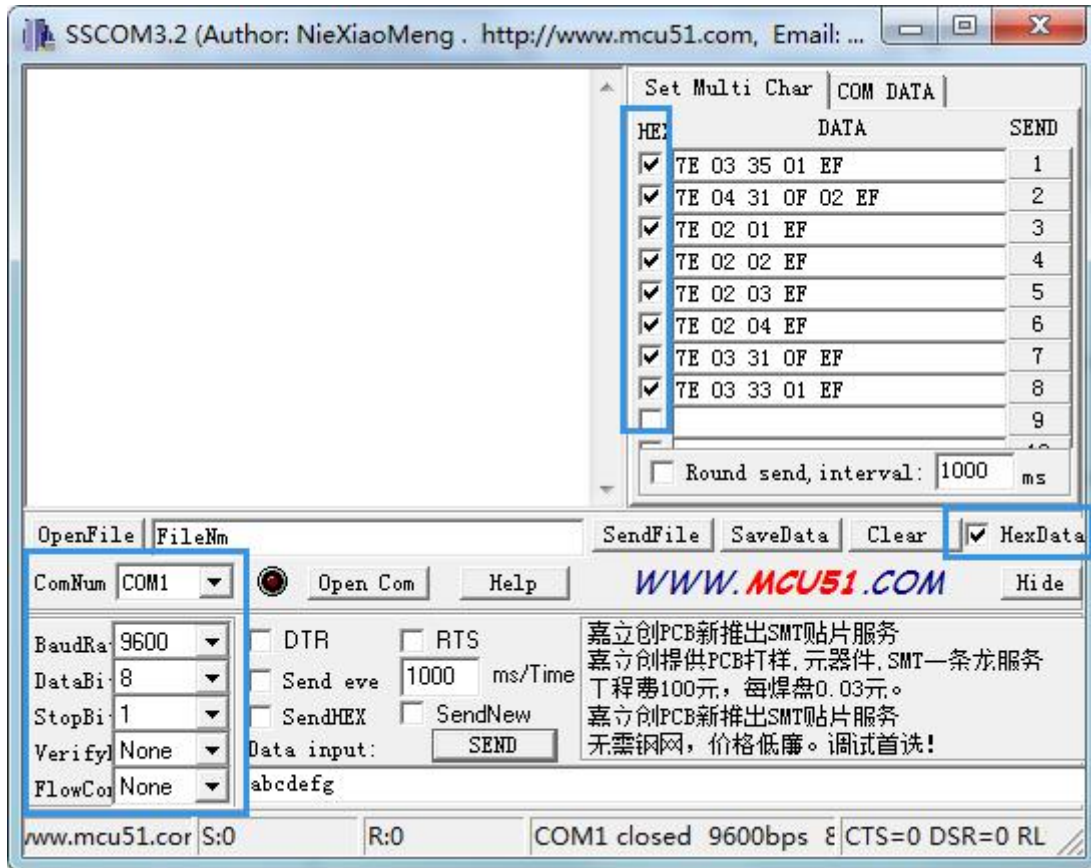 SSCOM3.2 (Author: NieXiaoMeng . http://www.mcu51.com, Email: ...
Set Multi Char COM DATA
HEX DATA SEND
7E 03 35 01 EF 1
7E 04 31 0F 02 EF 2
7E 02 01 EF 3
7E 02 02 EF 4
7E 02 03 EF 5
7E 02 04 EF 6
7E 03 31 0F EF 7
7E 03 33 01 EF 8
9
Round send, interval: 1000 ms
OpenFile FileNm SendFile SaveData Clear HexData
ComNum COM1 Open Com Help WWW.MCU51.COM Hide
BaudRa 9600 DTR RTS
DataBi 8 Send eve 1000 ms/Time
StopBi 1 SendHEX SendNew
Verify None Data input: SEND
FlowCo None abcdefg
嘉立创PCB新推出SMT贴片服务
嘉立创提供PCB打样,元器件,SMT一条龙服务
工程费100元，每焊盘0.03元。
嘉立创PCB新推出SMT贴片服务
无需钢网，价格低廉。调试首选!
www.mcu51.cor S:0 R:0 COM1 closed 9600bps 8 CTS=0 DSR=0 RL